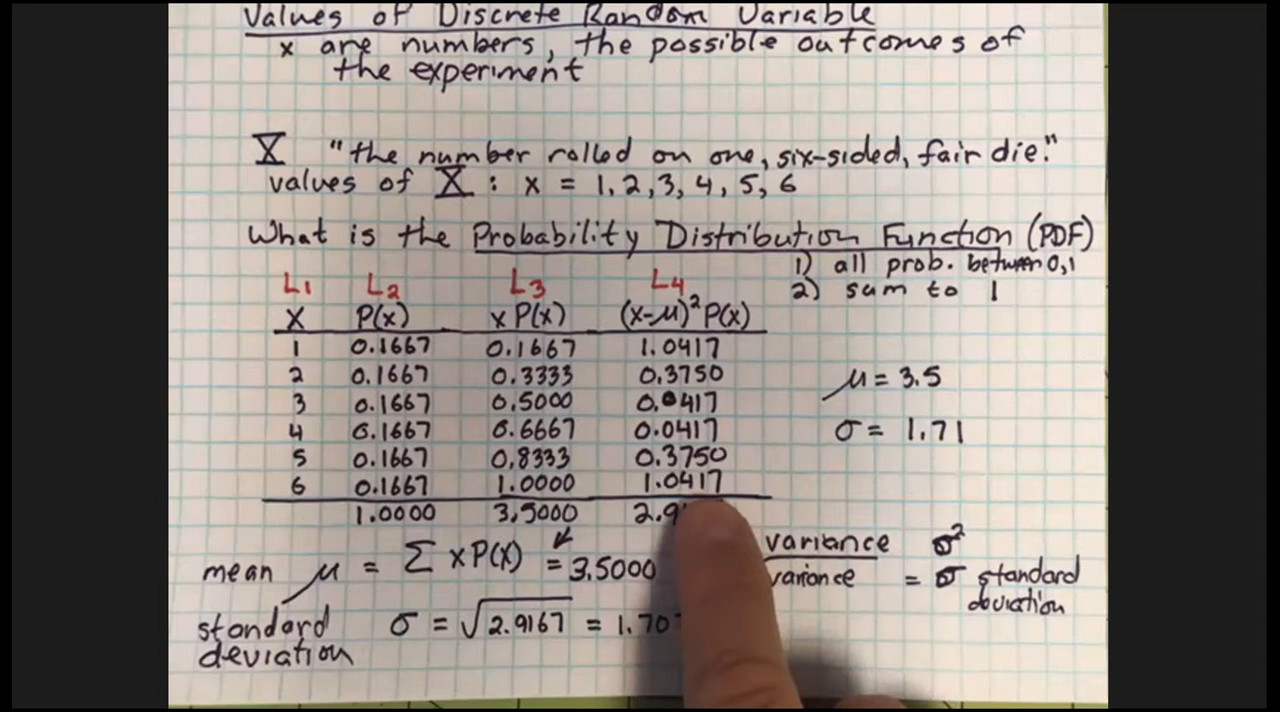 Values of Discrete Random Variable
x are numbers, the possible outcomes of
the experiment
X "the number rolled on one, six-sided, fair die."
values of X : x = 1, 2, 3, 4, 5, 6
What is the Probability Distribution Function (PDF)
1) all prob. between 0,1
2) sum to 1
L1 L2 L3 L4
X P(x) x P(x) (x-μ)²P(x)
1 0.1667 0.1667 1.0417
2 0.1667 0.3333 0.3750
3 0.1667 0.5000 0.0417
4 0.1667 0.6667 0.0417
5 0.1667 0.8333 0.3750
6 0.1667 1.0000 1.0417
1.0000 3.5000 2.9
μ = 3.5
σ = 1.71
mean μ = Σ x P(X) = 3.5000
variance σ²
variance = σ standard
deviation
standard σ = √2.9167 = 1.707
deviation